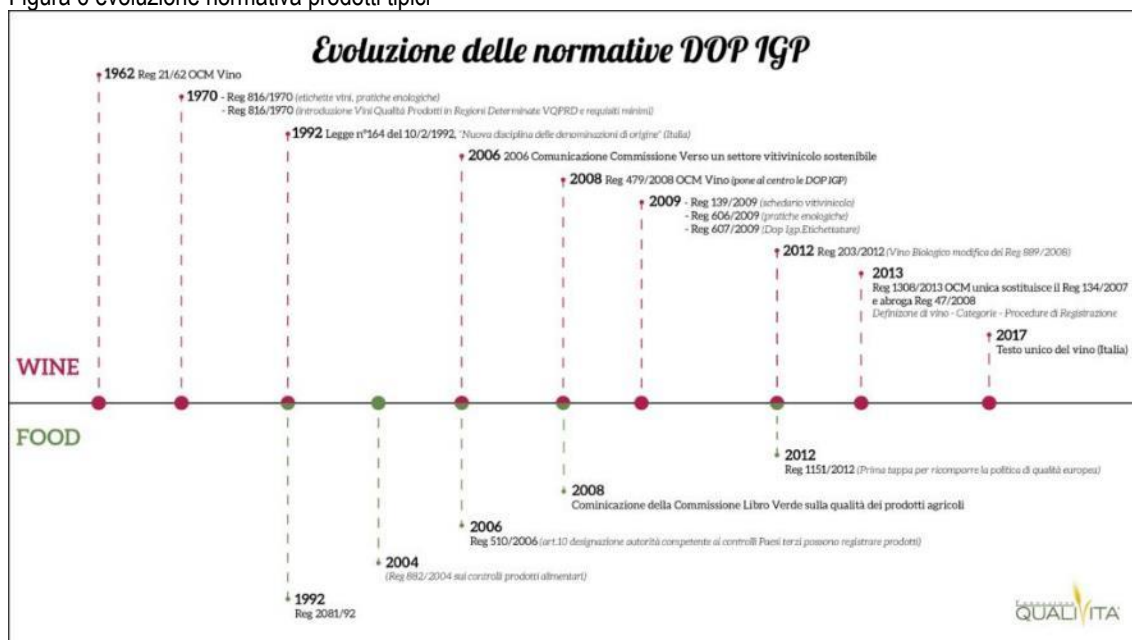 Figura 6 evoluzione normativa prodotti tipici
Evoluzione delle normative DOP IGP
1962 Reg 21/62 OCM Vino
1970 - Reg 816/1970 (etichette vini, pratiche enologiche)
- Reg 816/1970 (introduzione Vini Qualità Prodotti in Regioni Determinate VQPRD e requisiti minimi)
1992 Legge n°164 del 10/2/1992, "Nuova disciplina delle denominazioni di origine" (Italia)
2006 2006 Comunicazione Commissione Verso un settore vitivinicolo sostenibile
2008 Reg 479/2008 OCM Vino (pone al centro le DOP IGP)
2009 - Reg 139/2009 (schedario vitivinicolo)
- Reg 606/2009 (pratiche enologiche)
- Reg 607/2009 (Dop Igp.Etichettature)
2012 Reg 203/2012 (Vino Biologico modifica del Reg 889/2008)
2013
Reg 1308/2013 OCM unica sostituisce il Reg 134/2007
e abroga Reg 47/2008
Definizone di vino - Categorie - Procedure di Registrazione
2017
Testo unico del vino (Italia)
WINE
FOOD
2012
Reg 1151/2012 (Prima tappa per ricomporre la politica di qualità europea)
2008
Cominicazione della Commissione Libro Verde sulla qualità dei prodotti agricoli
2006
Reg 510/2006 (art.10 designazione autorità competente ai controlli Paesi terzi possono registrare prodotti)
2004
(Reg 882/2004 sui controlli prodotti alimentari)
1992
Reg 2081/92
QUALIVITA